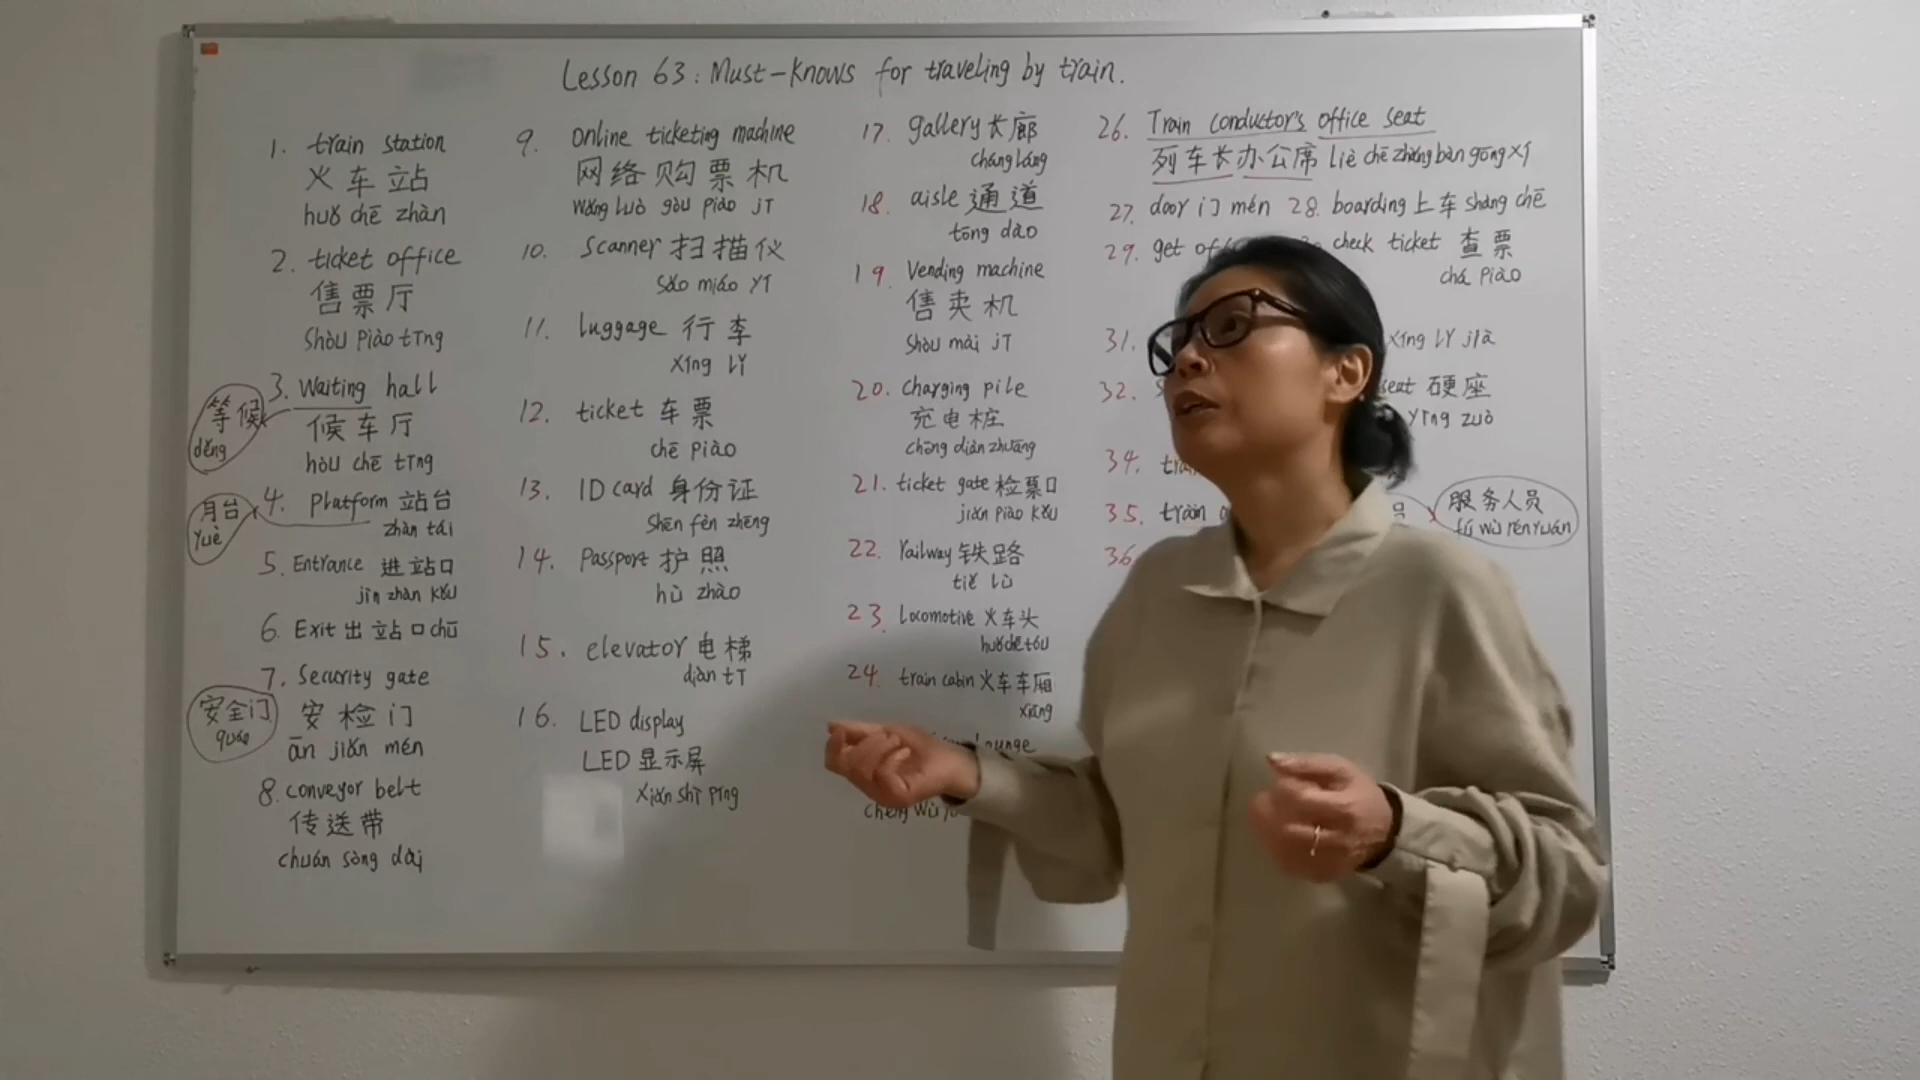 Lesson 63: Must-Knows for traveling by train.
1. train station
火车站
huǒ chē zhàn
2. ticket office
售票厅
shòu piào tīng
3. Waiting hall
等候
děng
候车厅
hòu chē tīng
4. Platform 站台
zhàn tái
月台
yuè
5. Entrance 进站口
jìn zhàn kǒu
6. Exit 出站口 chū
7. Security gate
安全门
quán
安检门
ān jiǎn mén
8. conveyor belt
传送带
chuán sòng dài
9. Online ticketing machine
网络购票机
wǎng luò gòu piào jī
10. Scanner 扫描仪
sǎo miáo yí
11. luggage 行李
xíng lǐ
12. ticket 车票
chē piào
13. ID card 身份证
shēn fèn zhèng
14. Passport 护照
hù zhào
15. elevator 电梯
diàn tī
16. LED display
LED 显示屏
xiǎn shì píng
17. gallery 长廊
cháng láng
18. aisle 通道
tōng dào
19. Vending machine
售卖机
shòu mài jī
20. Charging pile
充电桩
chōng diàn zhuāng
21. ticket gate 检票口
jiǎn piào kǒu
22. railway 铁路
tiě lù
23. Locomotive 火车头
huǒ chē tóu
24. train cabin 火车车厢
xiāng
Lounge
chéng wù
26. Train conductor's office seat
列车长办公席 liè chē zhǎng bàn gōng xí
27. door 门 mén 28. boarding 上车 shàng chē
29. get check ticket 查票
chá piào
31. xíng lǐ jià
32. seat 硬座
yìng zuò
34.
35. train 员
服务人员
fú wù rén yuán
36